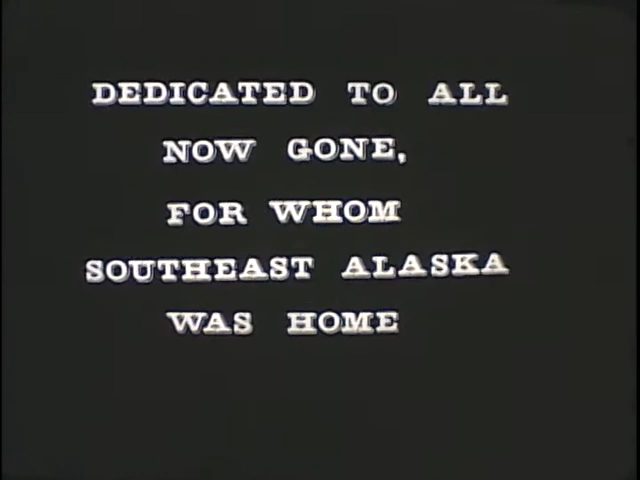 DEDICATED TO ALL
NOW GONE,
FOR WHOM
SOUTHEAST ALASKA
WAS HOME